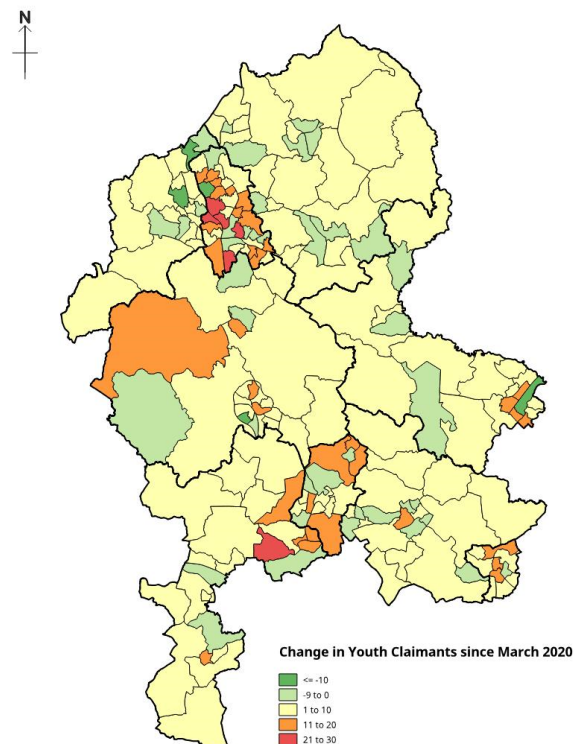 N
Change in Youth Claimants since March 2020
<= -10
-9 to 0
1 to 10
11 to 20
21 to 30